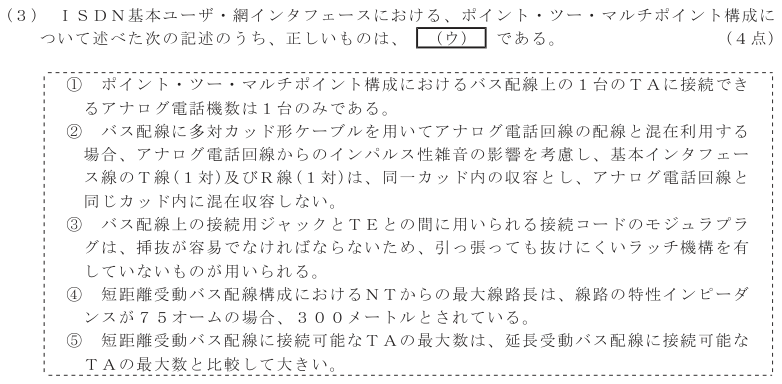 (3) ＩＳＤＮ基本ユーザ・網インタフェースにおける、ポイント・ツー・マルチポイント構成に
ついて述べた次の記述のうち、正しいものは、 (ウ) である。 (４点)
① ポイント・ツー・マルチポイント構成におけるバス配線上の１台のＴＡに接続でき
るアナログ電話機数は１台のみである。
② バス配線に多対カッド形ケーブルを用いてアナログ電話回線の配線と混在利用する
場合、アナログ電話回線からのインパルス性雑音の影響を考慮し、基本インタフェー
ス線のＴ線(１対)及びＲ線(１対)は、同一カッド内の収容とし、アナログ電話回線と
同じカッド内に混在収容しない。
③ バス配線上の接続用ジャックとＴＥとの間に用いられる接続コードのモジュラプラ
グは、挿抜が容易でなければならないため、引っ張っても抜けにくいラッチ機構を有
していないものが用いられる。
④ 短距離受動バス配線構成におけるＮＴからの最大線路長は、線路の特性インピーダ
ンスが７５オームの場合、３００メートルとされている。
⑤ 短距離受動バス配線に接続可能なＴＡの最大数は、延長受動バス配線に接続可能な
ＴＡの最大数と比較して大きい。